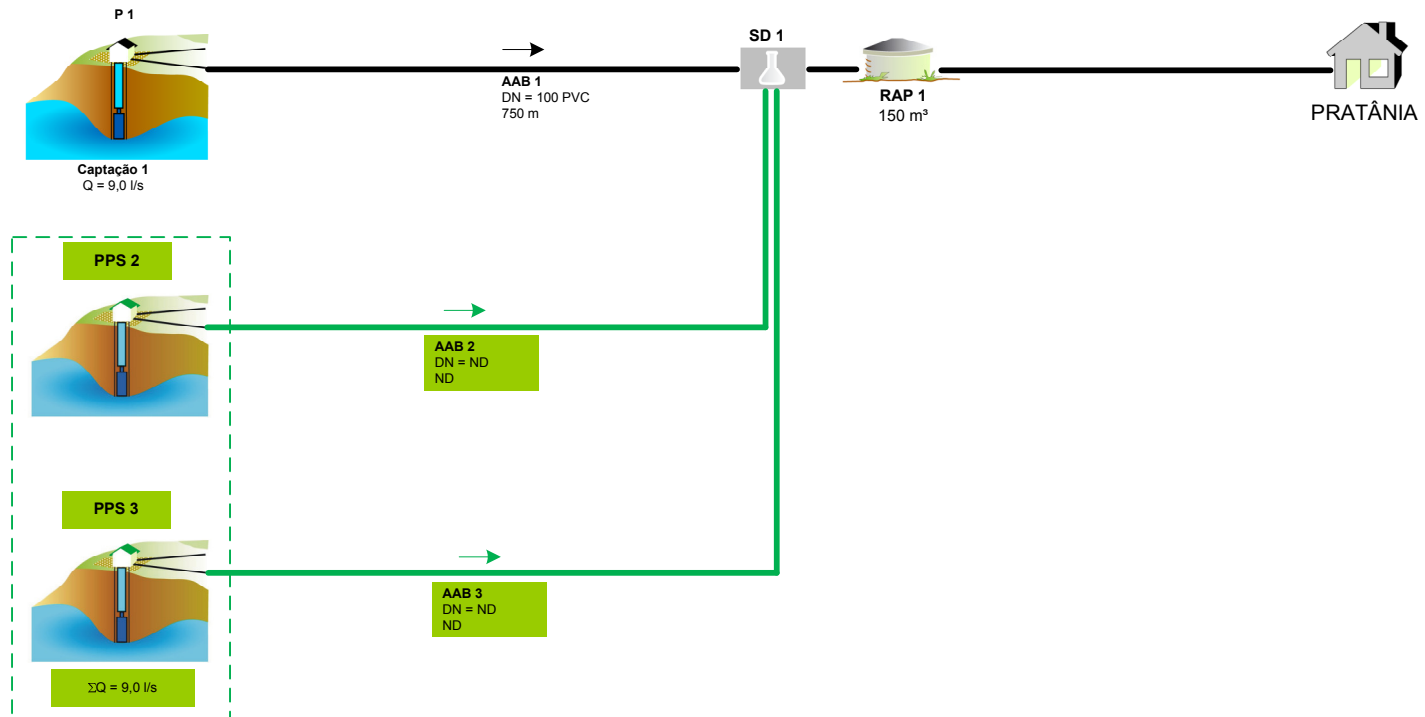 P 1
SD 1
AAB 1
DN = 100 PVC
750 m
RAP 1
150 m³
PRATÂNIA
Captação 1
Q = 9,0 l/s
PPS 2
AAB 2
DN = ND
ND
PPS 3
AAB 3
DN = ND
ND
ΣQ = 9,0 l/s